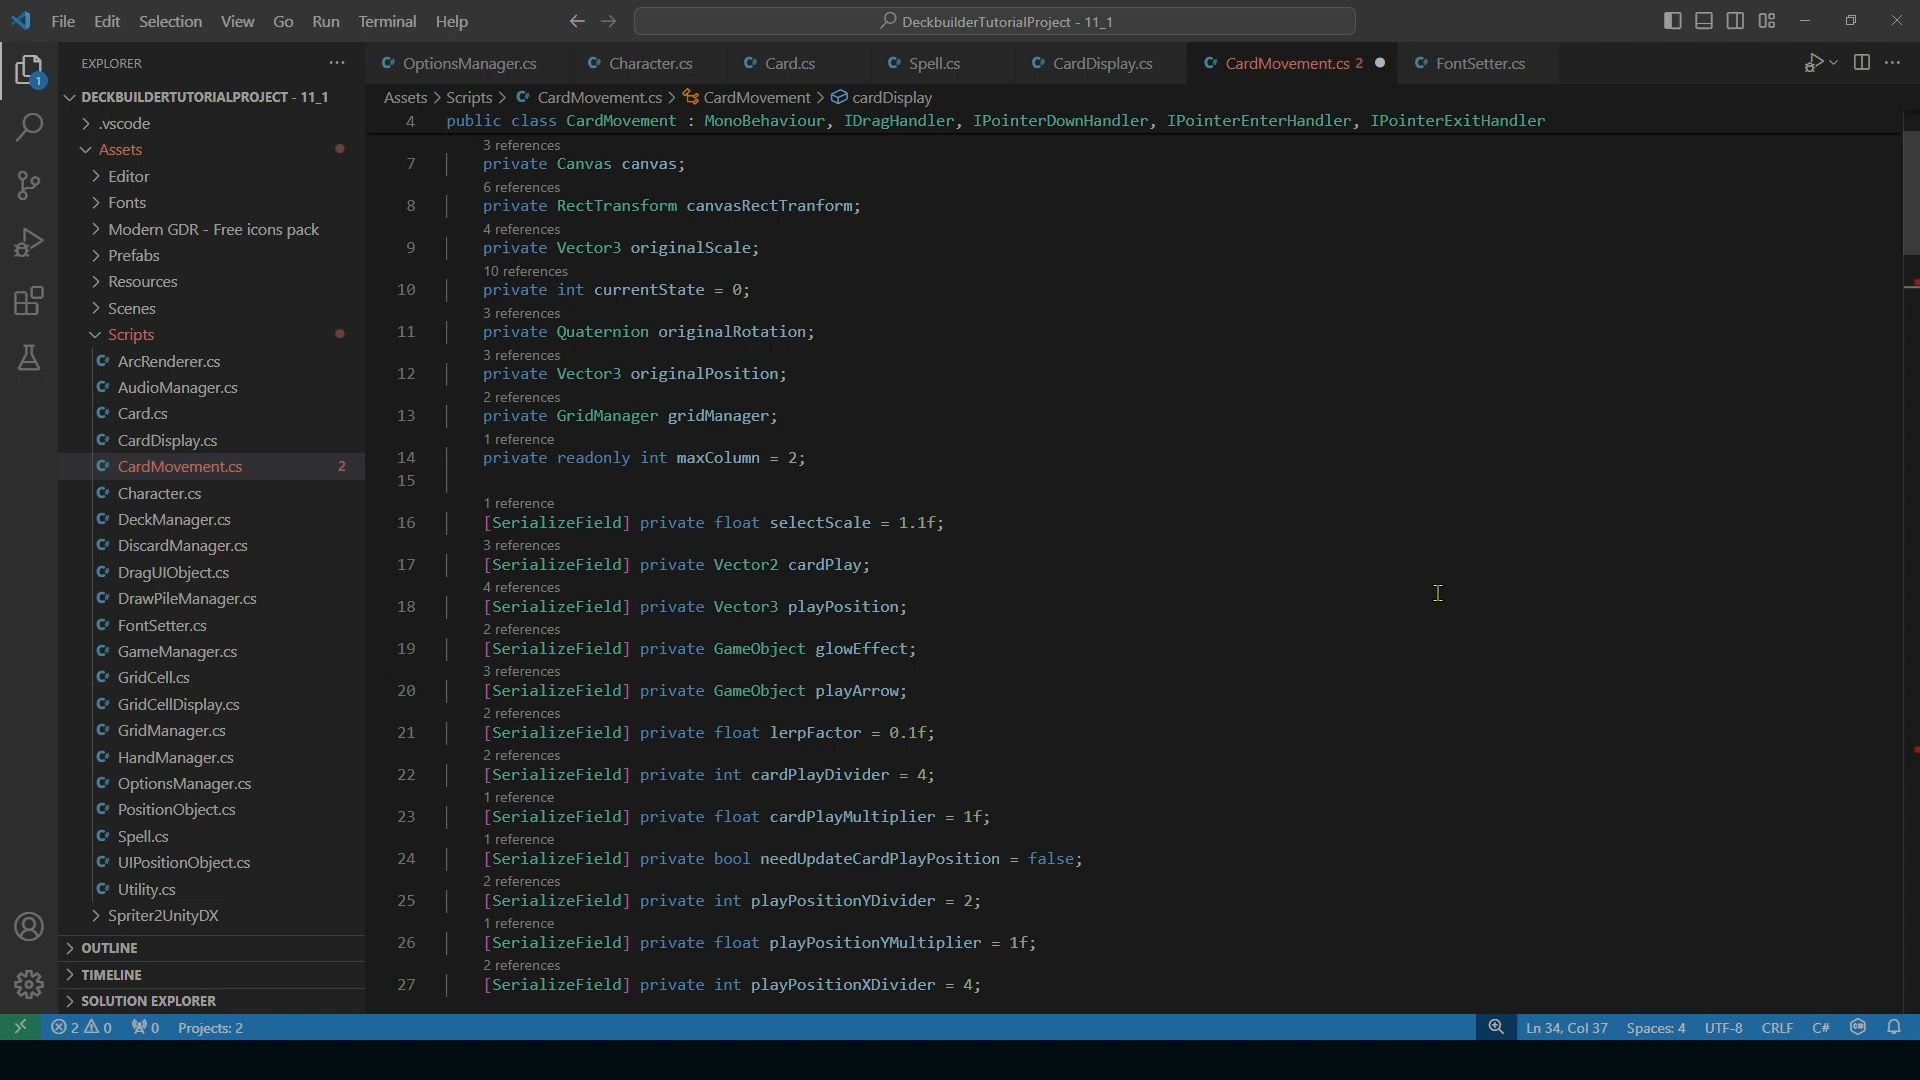 File Edit Selection View Go Run Terminal Help
DeckbuilderTutorialProject - 11_1
EXPLORER
DECKBUILDERTUTORIALPROJECT - 11_1
.vscode
Assets
Editor
Fonts
Modern GDR - Free icons pack
Prefabs
Resources
Scenes
Scripts
ArcRenderer.cs
AudioManager.cs
Card.cs
CardDisplay.cs
CardMovement.cs 2
Character.cs
DeckManager.cs
DiscardManager.cs
DragUIObject.cs
DrawPileManager.cs
FontSetter.cs
GameManager.cs
GridCell.cs
GridCellDisplay.cs
GridManager.cs
HandManager.cs
OptionsManager.cs
PositionObject.cs
Spell.cs
UIPositionObject.cs
Utility.cs
Spriter2UnityDX
OUTLINE
TIMELINE
SOLUTION EXPLORER
1
OptionsManager.cs Character.cs Card.cs Spell.cs CardDisplay.cs CardMovement.cs 2 FontSetter.cs
Assets > Scripts > CardMovement.cs > CardMovement > cardDisplay
4 public class CardMovement : MonoBehaviour, IDragHandler, IPointerDownHandler, IPointerEnterHandler, IPointerExitHandler
3 references
7 private Canvas canvas;
6 references
8 private RectTransform canvasRectTranform;
4 references
9 private Vector3 originalScale;
10 references
10 private int currentState = 0;
3 references
11 private Quaternion originalRotation;
3 references
12 private Vector3 originalPosition;
2 references
13 private GridManager gridManager;
1 reference
14 private readonly int maxColumn = 2;
15
1 reference
16 [SerializeField] private float selectScale = 1.1f;
3 references
17 [SerializeField] private Vector2 cardPlay;
4 references
18 [SerializeField] private Vector3 playPosition;
2 references
19 [SerializeField] private GameObject glowEffect;
3 references
20 [SerializeField] private GameObject playArrow;
2 references
21 [SerializeField] private float lerpFactor = 0.1f;
2 references
22 [SerializeField] private int cardPlayDivider = 4;
1 reference
23 [SerializeField] private float cardPlayMultiplier = 1f;
1 reference
24 [SerializeField] private bool needUpdateCardPlayPosition = false;
2 references
25 [SerializeField] private int playPositionYDivider = 2;
1 reference
26 [SerializeField] private float playPositionYMultiplier = 1f;
2 references
27 [SerializeField] private int playPositionXDivider = 4;
2 0 0 Projects: 2 Ln 34, Col 37 Spaces: 4 UTF-8 CRLF C#